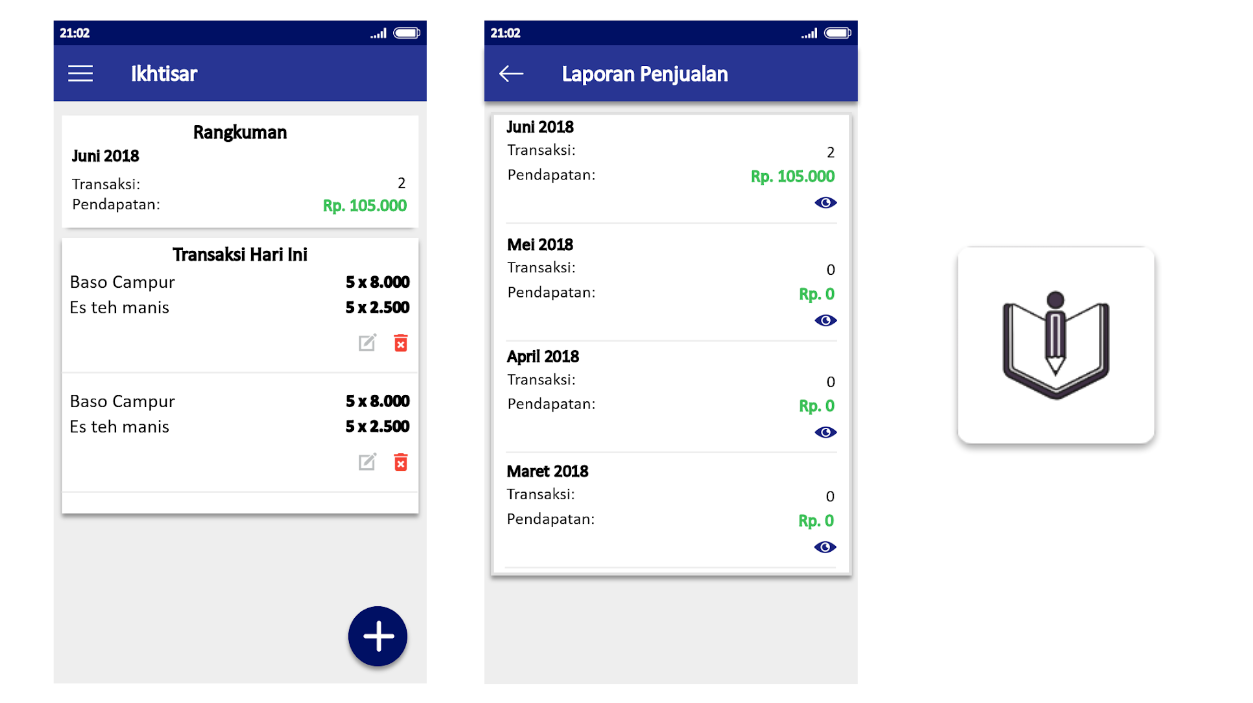 21:02
Ikhtisar
Rangkuman
Juni 2018
Transaksi: 2
Pendapatan: Rp. 105.000
Transaksi Hari Ini
Baso Campur 5 x 8.000
Es teh manis 5 x 2.500
Baso Campur 5 x 8.000
Es teh manis 5 x 2.500
21:02
Laporan Penjualan
Juni 2018
Transaksi: 2
Pendapatan: Rp. 105.000
Mei 2018
Transaksi: 0
Pendapatan: Rp. 0
April 2018
Transaksi: 0
Pendapatan: Rp. 0
Maret 2018
Transaksi: 0
Pendapatan: Rp. 0